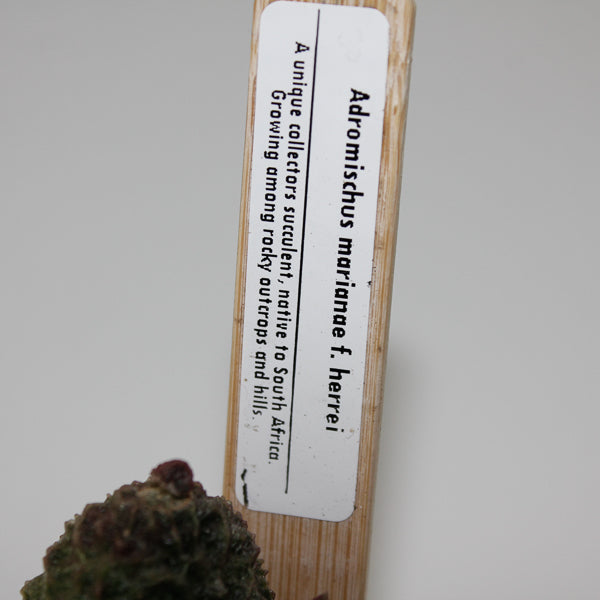 Adromischus marianae f. herrei
A unique collectors succulent, native to South Africa.
Growing among rocky outcrops and hills.